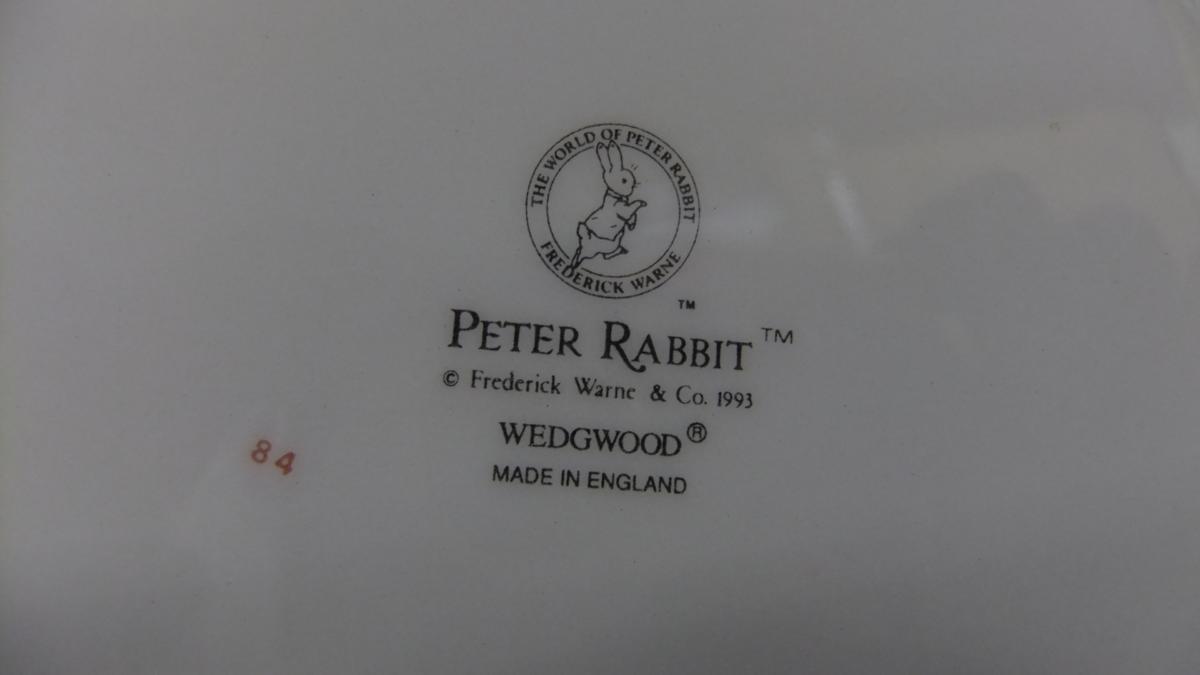 THE WORLD OF PETER RABBIT
FREDERICK WARNE
TM
PETER RABBIT TM
© Frederick Warne & Co. 1993
WEDGWOOD®
MADE IN ENGLAND
84